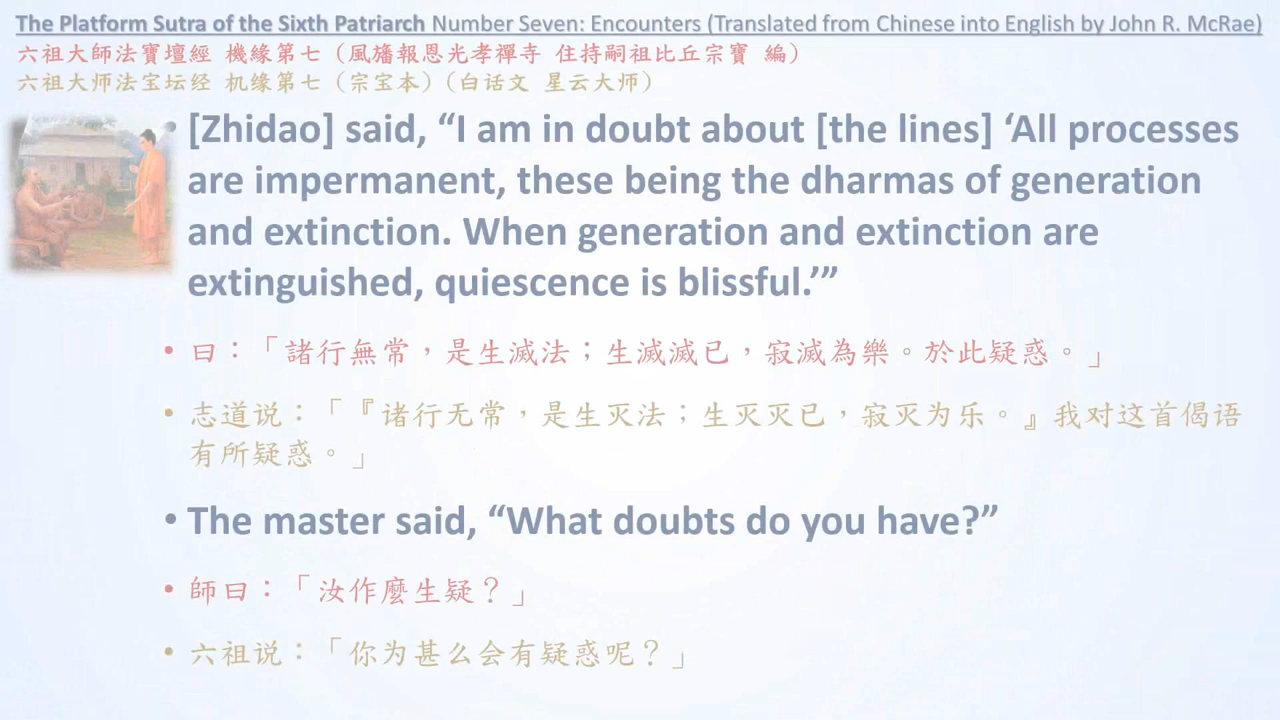 The Platform Sutra of the Sixth Patriarch Number Seven: Encounters (Translated from Chinese into English by John R. McRae)
六祖大師法寶壇經 機緣第七（風旛報恩光孝禪寺 住持嗣祖比丘宗寶 編）
六祖大师法宝坛经 机缘第七（宗宝本）（白话文 星云大师）
• [Zhidao] said, “I am in doubt about [the lines] ‘All processes
are impermanent, these being the dharmas of generation
and extinction. When generation and extinction are
extinguished, quiescence is blissful.’”
• 曰：「諸行無常，是生滅法；生滅滅已，寂滅為樂。於此疑惑。」
• 志道说：「『诸行无常，是生灭法；生灭灭已，寂灭为乐。』我对这首偈语
有所疑惑。」
• The master said, “What doubts do you have?”
• 師曰：「汝作麼生疑？」
• 六祖说：「你为甚么会有疑惑呢？」